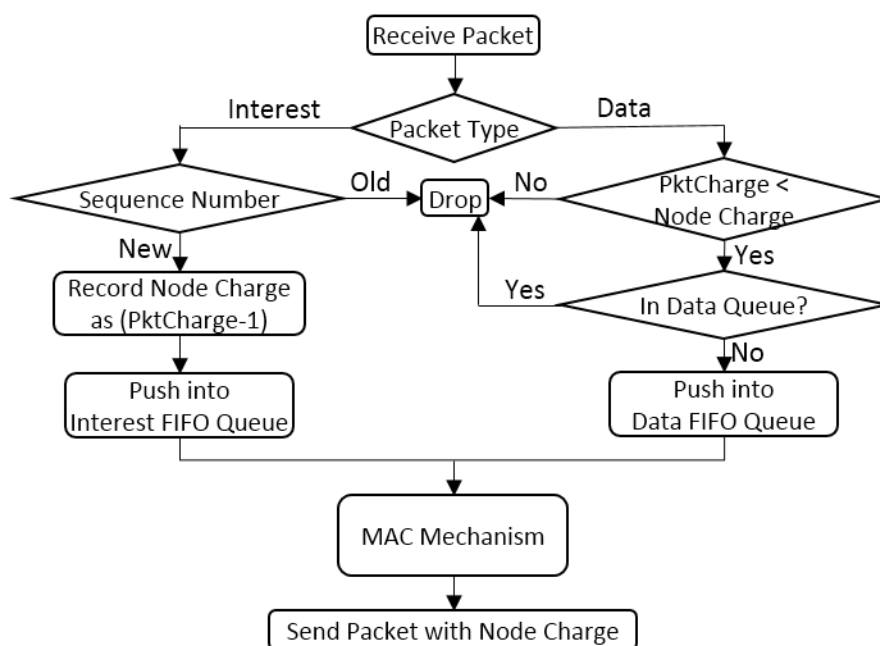 Receive Packet
Interest
Data
Packet Type
Sequence Number
Old
Drop
No
PktCharge <
Node Charge
New
Yes
Record Node Charge
as (PktCharge-1)
Yes
In Data Queue?
No
Push into
Interest FIFO Queue
Push into
Data FIFO Queue
MAC Mechanism
Send Packet with Node Charge